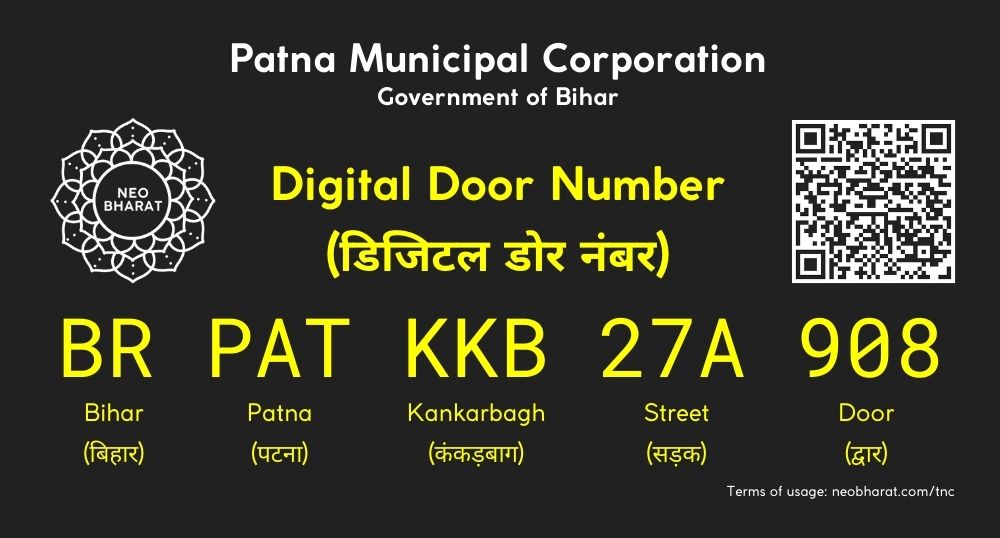 Patna Municipal Corporation
Government of Bihar
NEO
BHARAT
Digital Door Number
(डिजिटल डोर नंबर)
BR PAT KKB 27A 908
Bihar Patna Kankarbagh Street Door
(बिहार) (पटना) (कंकड़बाग) (सड़क) (द्वार)
Terms of usage: neobharat.com/tnc